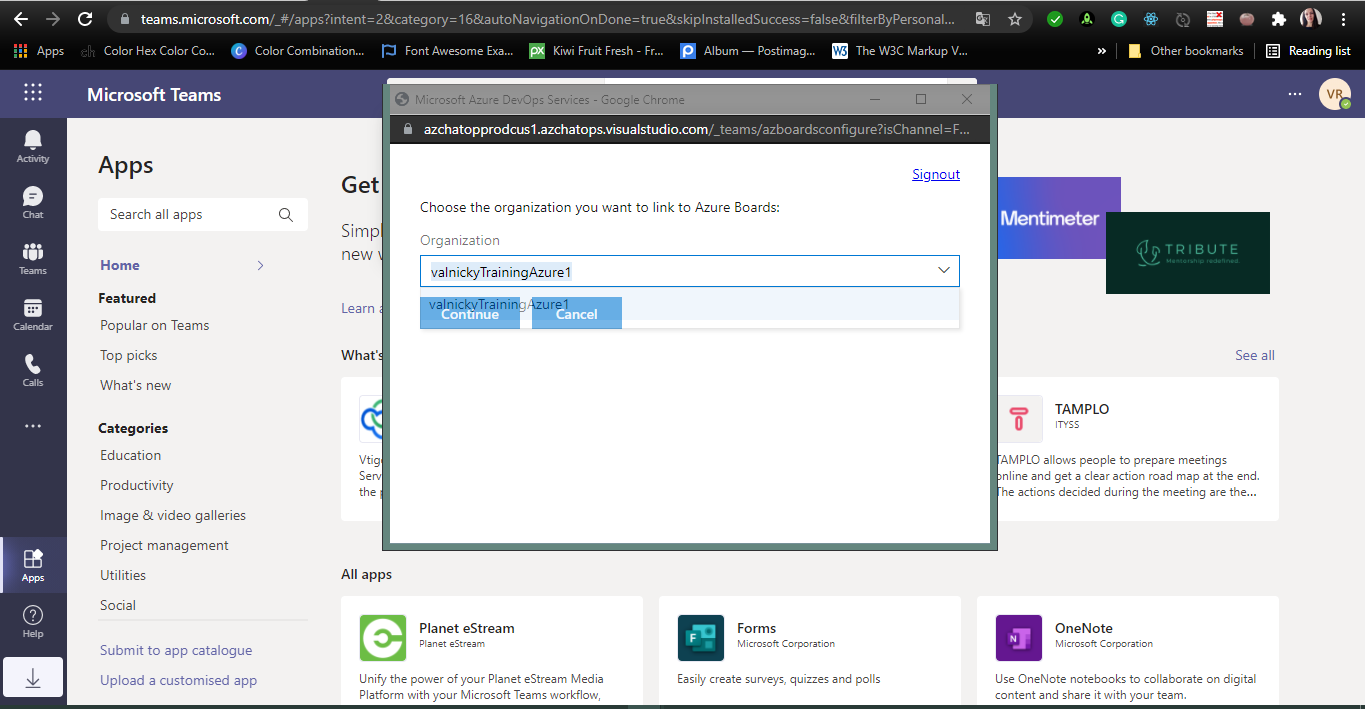 teams.microsoft.com/_#/apps?intent=2&category=16&autoNavigationOnDone=true&skipInstalledSuccess=false&filterByPersonal...
Apps
Color Hex Color Co...
Color Combination...
Font Awesome Exa...
Kiwi Fruit Fresh - Fr...
Album — Postimag...
The W3C Markup V...
»
Other bookmarks
Reading list
Microsoft Teams
VR
Activity
Chat
Teams
Calendar
Calls
Apps
Help
Apps
Search all apps
Home
Featured
Popular on Teams
Top picks
What's new
Categories
Education
Productivity
Image & video galleries
Project management
Utilities
Social
Submit to app catalogue
Upload a customised app
Microsoft Azure DevOps Services - Google Chrome
azchatopprodcus1.azchatops.visualstudio.com/_teams/azboardsconfigure?isChannel=F...
Signout
Choose the organization you want to link to Azure Boards:
Organization
valnickyTrainingAzure1
valnickyTrainingAzure1
Continue
Cancel
Get
new
Learn
Mentimeter
TRIBUTE
Mentorship redefined.
What's
See all
Vtig
Serv
the p
TAMPLO
ITYSS
TAMPLO allows people to prepare meetings
online and get a clear action road map at the end.
The actions decided during the meeting are the...
All apps
Planet eStream
Planet eStream
Unify the power of your Planet eStream Media
Platform with your Microsoft Teams workflow,
Forms
Microsoft Corporation
Easily create surveys, quizzes and polls
OneNote
Microsoft Corporation
Use OneNote notebooks to collaborate on digital
content and share it with your team.